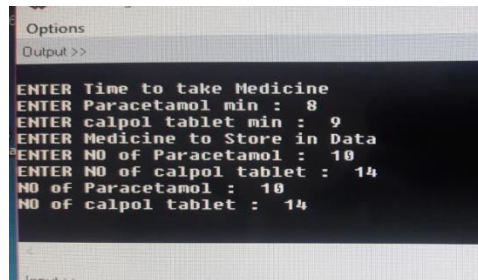 Options
Output >>
ENTER Time to take Medicine
ENTER Paracetamol min : 8
ENTER calpol tablet min : 9
ENTER Medicine to Store in Data
ENTER NO of Paracetamol : 10
ENTER NO of calpol tablet : 14
NO of Paracetamol : 10
NO of calpol tablet : 14